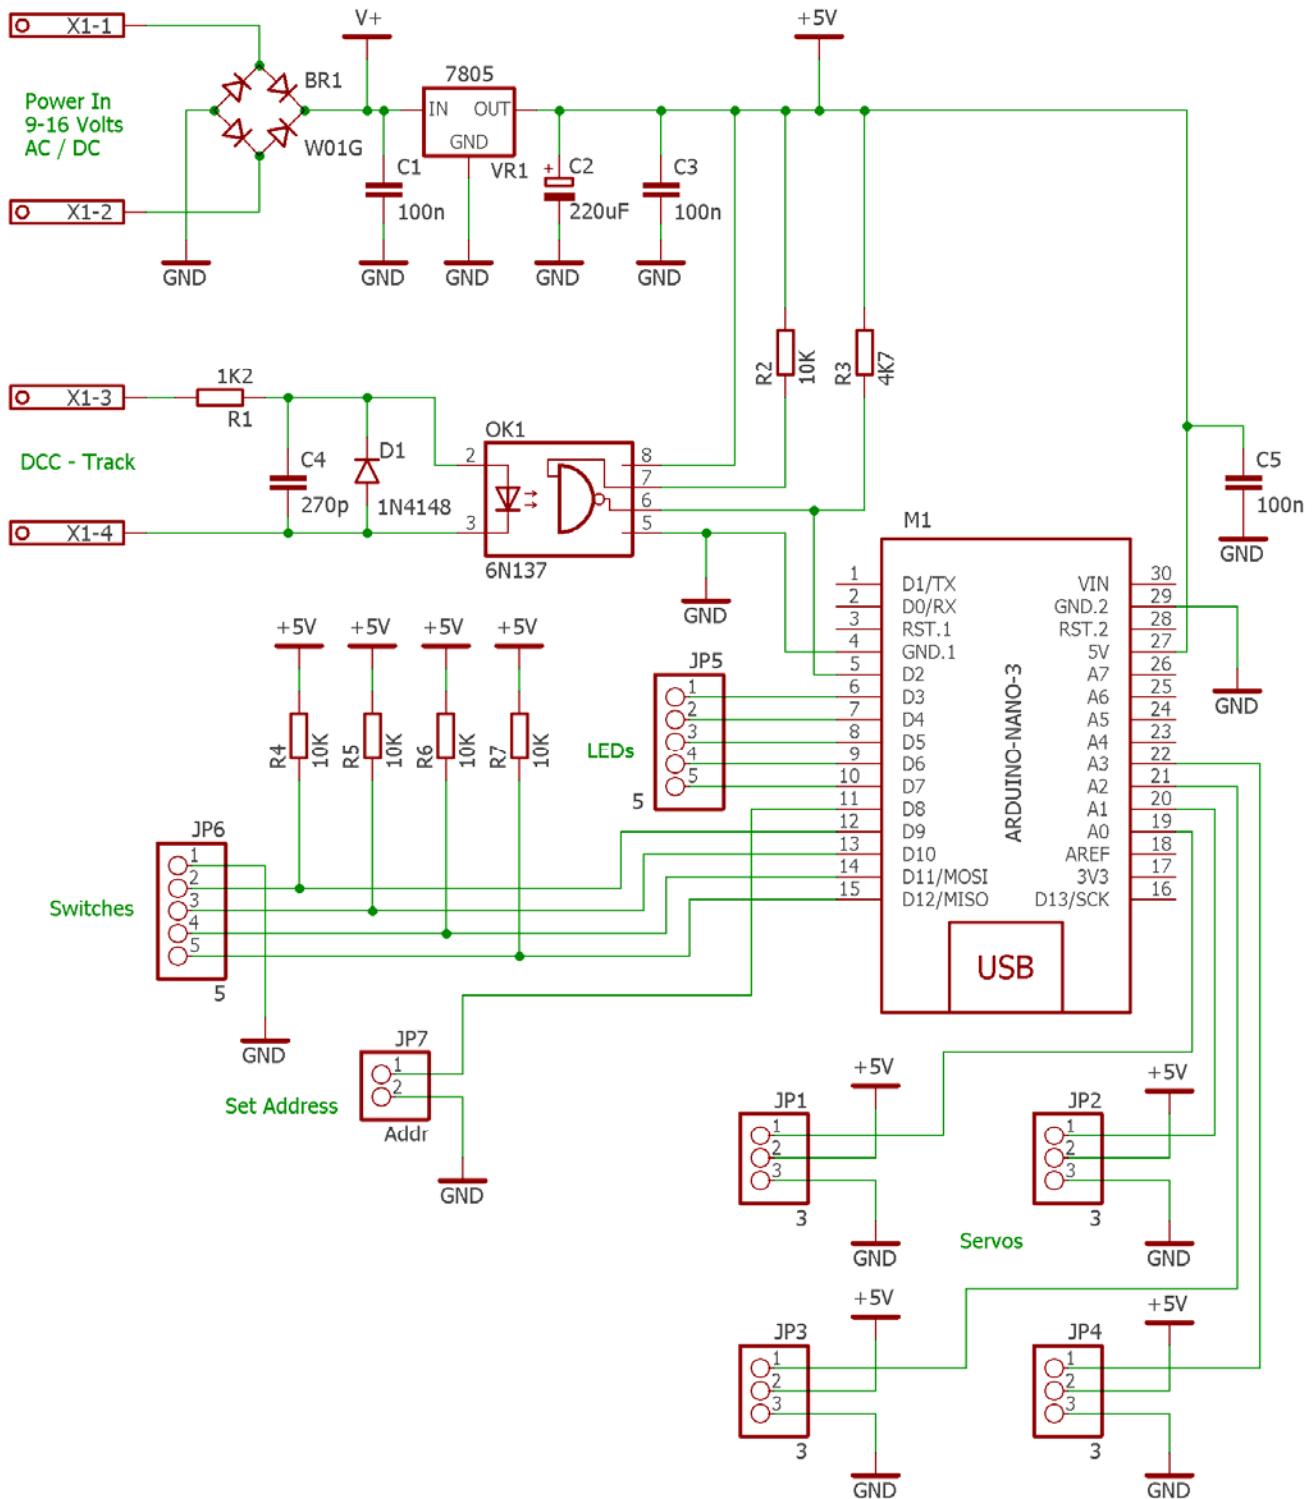 X1-1
Power In
9-16 Volts
AC / DC
X1-2
BR1
W01G
GND
V+
7805
IN OUT
GND
VR1
C1
100n
GND
GND
+
C2
220uF
GND
C3
100n
GND
+5V
R2
10K
R3
4K7
X1-3
1K2
R1
DCC - Track
C4
270p
D1
1N4148
X1-4
OK1
2
3
8
7
6
5
6N137
GND
C5
100n
GND
M1
1 D1/TX VIN 30
2 D0/RX GND.2 29
3 RST.1 RST.2 28
4 GND.1 5V 27
5 D2 A7 26
6 D3 A6 25
7 D4 A5 24
8 D5 A4 23
9 D6 A3 22
10 D7 A2 21
11 D8 A1 20
12 D9 A0 19
13 D10 AREF 18
14 D11/MOSI 3V3 17
15 D12/MISO D13/SCK 16
ARDUINO-NANO-3
USB
GND
+5V +5V +5V +5V
R4
10K
R5
10K
R6
10K
R7
10K
JP5
1
2
3
4
5
LEDs
5
JP6
1
2
3
4
5
Switches
5
GND
JP7
1
2
Set Address
Addr
GND
JP1
1
2
3
3
+5V
GND
JP2
1
2
3
3
+5V
GND
Servos
JP3
1
2
3
3
+5V
GND
JP4
1
2
3
3
+5V
GND